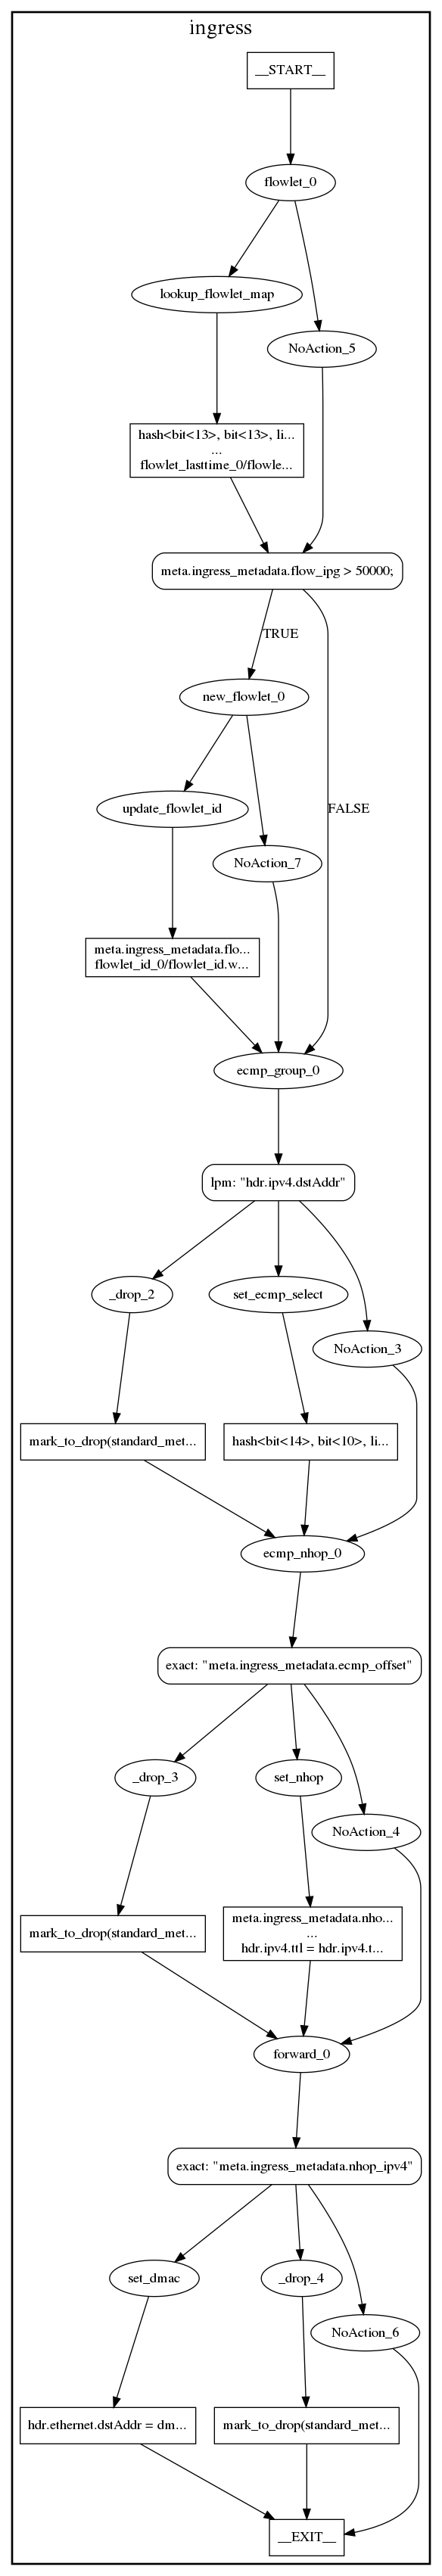 ingress
__START__
flowlet_0
lookup_flowlet_map
NoAction_5
hash<bit<13>, bit<13>, li...
...
flowlet_lasttime_0/flowle...
meta.ingress_metadata.flow_ipg > 50000;
TRUE
new_flowlet_0
FALSE
update_flowlet_id
NoAction_7
meta.ingress_metadata.flo...
flowlet_id_0/flowlet_id.w...
ecmp_group_0
lpm: "hdr.ipv4.dstAddr"
_drop_2
set_ecmp_select
NoAction_3
mark_to_drop(standard_met...
hash<bit<14>, bit<10>, li...
ecmp_nhop_0
exact: "meta.ingress_metadata.ecmp_offset"
_drop_3
set_nhop
NoAction_4
mark_to_drop(standard_met...
meta.ingress_metadata.nho...
...
hdr.ipv4.ttl = hdr.ipv4.t...
forward_0
exact: "meta.ingress_metadata.nhop_ipv4"
set_dmac
_drop_4
NoAction_6
hdr.ethernet.dstAddr = dm...
mark_to_drop(standard_met...
__EXIT__